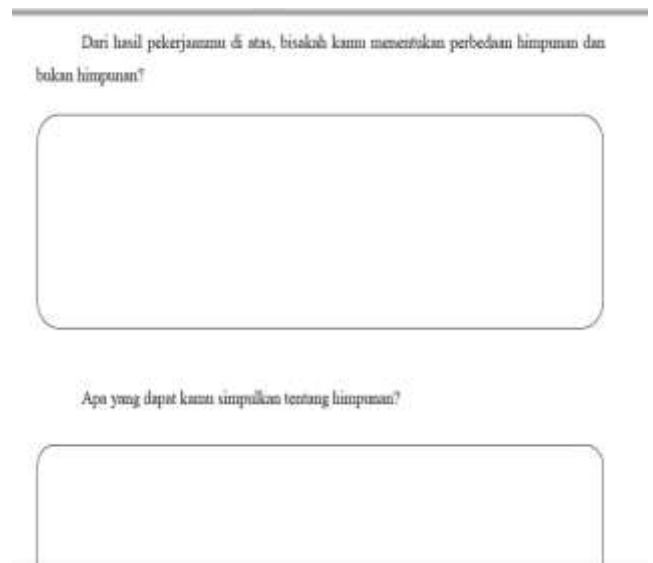 Dari hasil pekerjaanmu di atas, bisakah kamu menentukan perbedaan himpunan dan
bukan himpunan?
Apa yang dapat kamu simpulkan tentang himpunan?